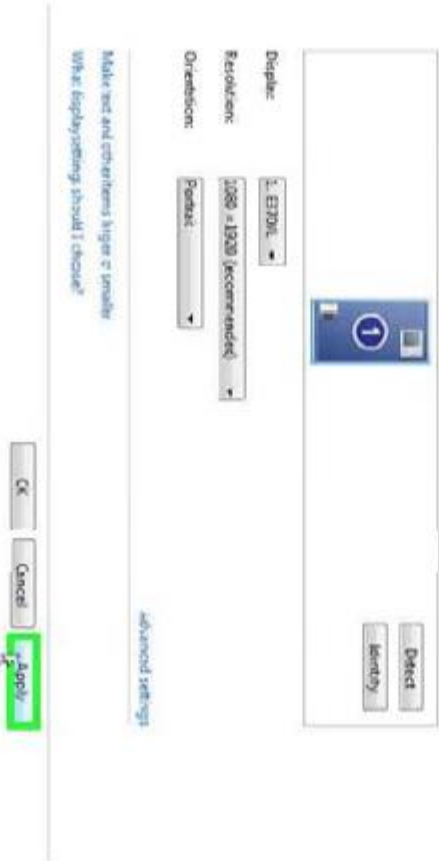 Detect
Identify
1
Display:
Resolution: 1080 × 1920 (recommended)
Orientation: Portrait
Advanced settings
Make text and other items larger or smaller
What display settings should I choose?
OK Cancel Apply